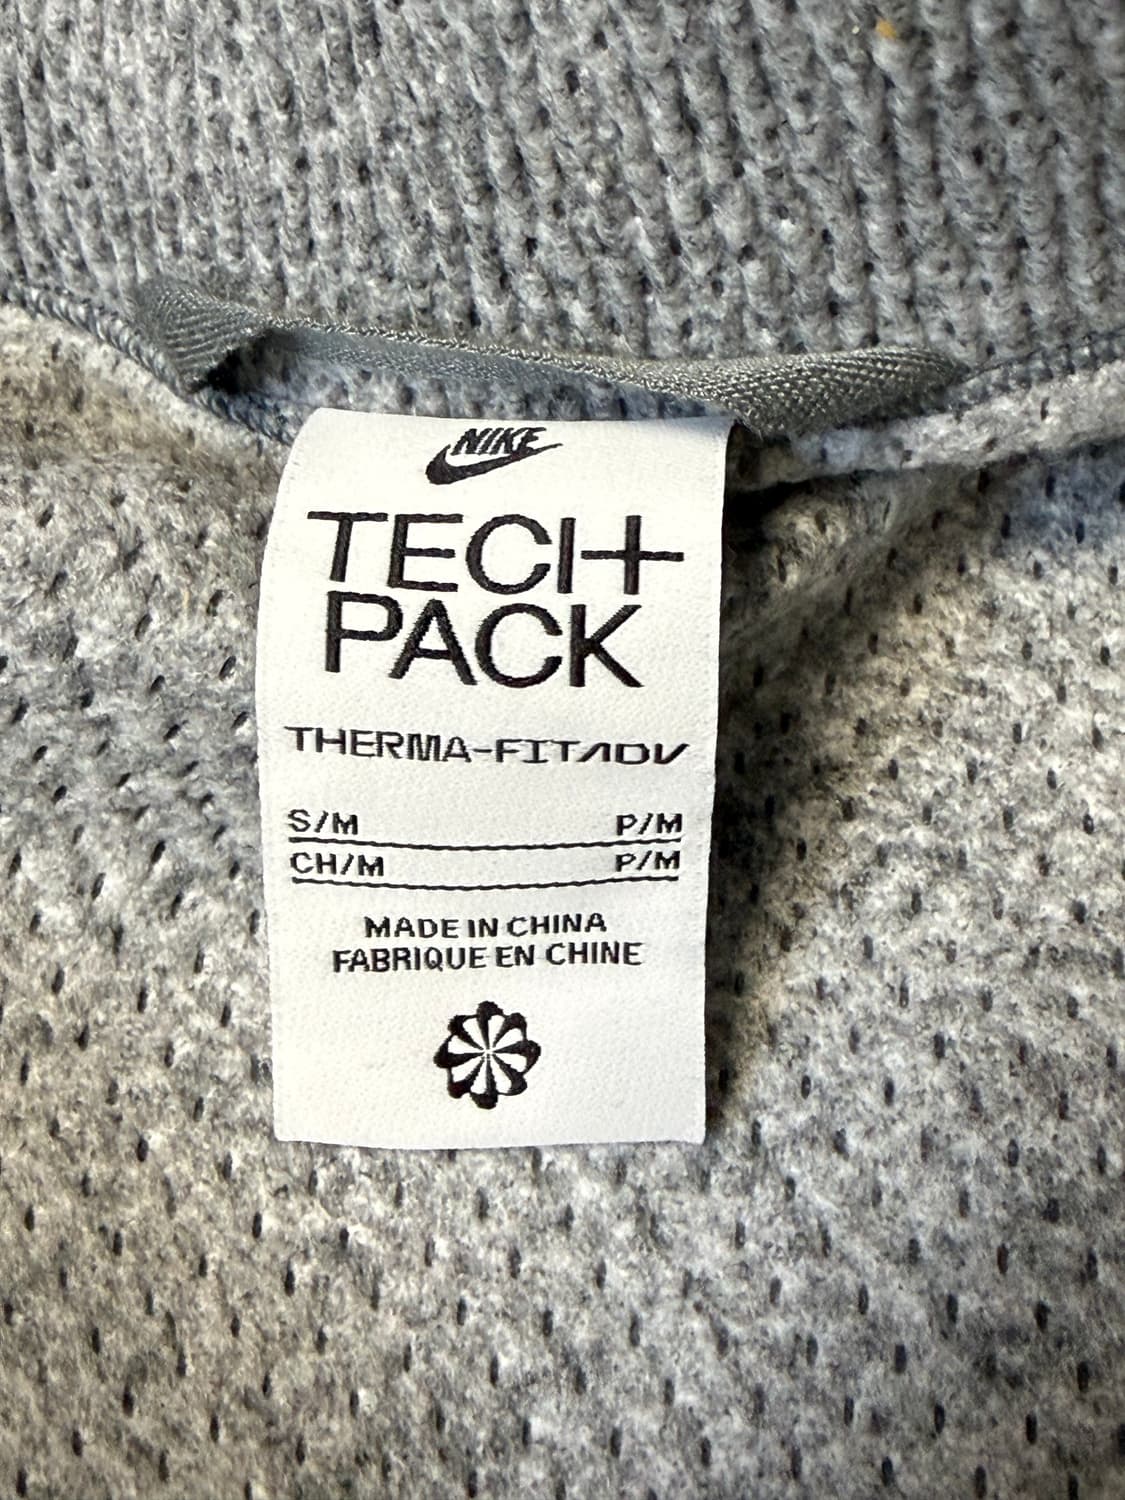 NIKE
TECH
PACK
THERMA-FITADV
S/M P/M
CH/M P/M
MADE IN CHINA
FABRIQUE EN CHINE